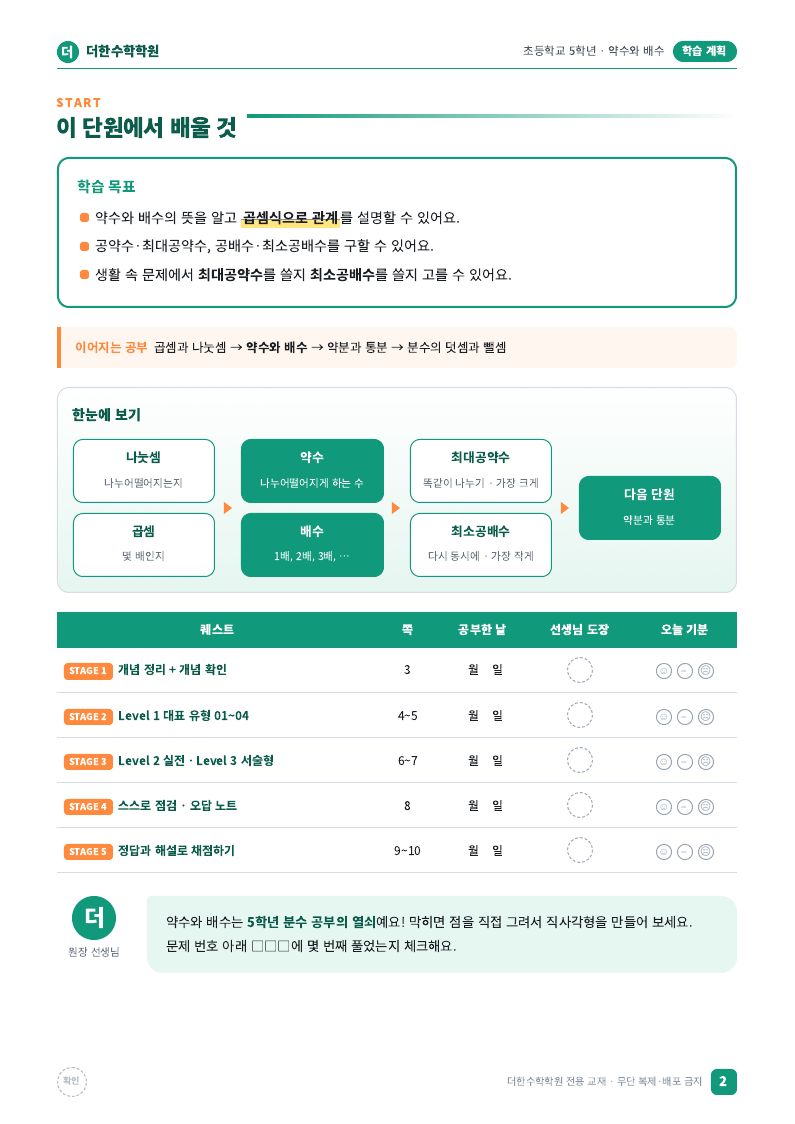 더 더한수학학원
초등학교 5학년 · 약수와 배수 학습 계획
START
이 단원에서 배울 것
학습 목표
약수와 배수의 뜻을 알고 곱셈식으로 관계를 설명할 수 있어요.
공약수·최대공약수, 공배수·최소공배수를 구할 수 있어요.
생활 속 문제에서 최대공약수를 쓸지 최소공배수를 쓸지 고를 수 있어요.
이어지는 공부 곱셈과 나눗셈 → 약수와 배수 → 약분과 통분 → 분수의 덧셈과 뺄셈
한눈에 보기
나눗셈
나누어떨어지는지
곱셈
몇 배인지
약수
나누어떨어지게 하는 수
배수
1배, 2배, 3배, ⋯
최대공약수
똑같이 나누기 · 가장 크게
최소공배수
다시 동시에 · 가장 작게
다음 단원
약분과 통분
퀘스트 쪽 공부한 날 선생님 도장 오늘 기분
STAGE 1 개념 정리 + 개념 확인 3 월 일
STAGE 2 Level 1 대표 유형 01~04 4~5 월 일
STAGE 3 Level 2 실전 · Level 3 서술형 6~7 월 일
STAGE 4 스스로 점검 · 오답 노트 8 월 일
STAGE 5 정답과 해설로 채점하기 9~10 월 일
더
원장 선생님
약수와 배수는 5학년 분수 공부의 열쇠예요! 막히면 점을 직접 그려서 직사각형을 만들어 보세요.
문제 번호 아래 □□□에 몇 번째 풀었는지 체크해요.
확인
더한수학학원 전용 교재 · 무단 복제·배포 금지 2